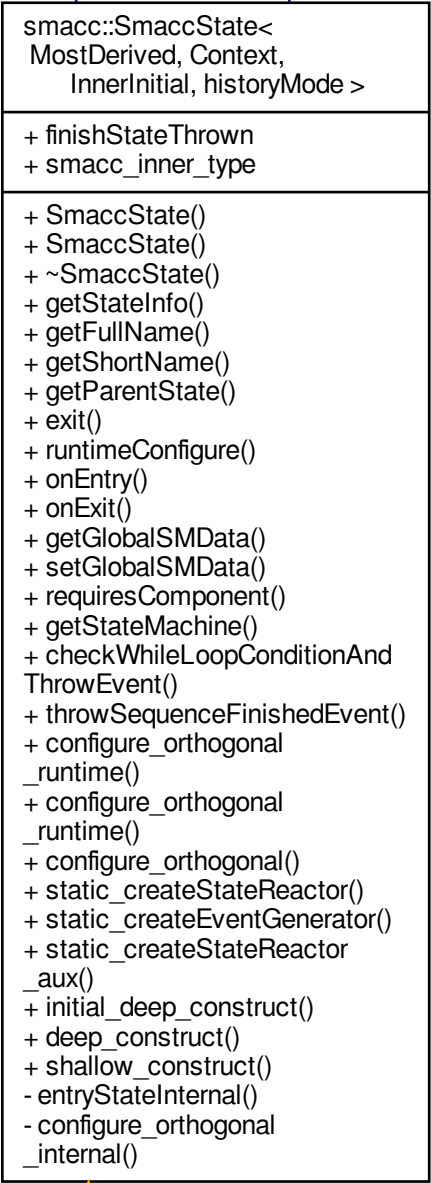 smacc::SmaccState<
MostDerived, Context,
InnerInitial, historyMode >
+ finishStateThrown
+ smacc_inner_type
+ SmaccState()
+ SmaccState()
+ ~SmaccState()
+ getStateInfo()
+ getFullName()
+ getShortName()
+ getParentState()
+ exit()
+ runtimeConfigure()
+ onEntry()
+ onExit()
+ getGlobalSMData()
+ setGlobalSMData()
+ requiresComponent()
+ getStateMachine()
+ checkWhileLoopConditionAnd
ThrowEvent()
+ throwSequenceFinishedEvent()
+ configure_orthogonal
_runtime()
+ configure_orthogonal
_runtime()
+ configure_orthogonal()
+ static_createStateReactor()
+ static_createEventGenerator()
+ static_createStateReactor
_aux()
+ initial_deep_construct()
+ deep_construct()
+ shallow_construct()
- entryStateInternal()
- configure_orthogonal
_internal()